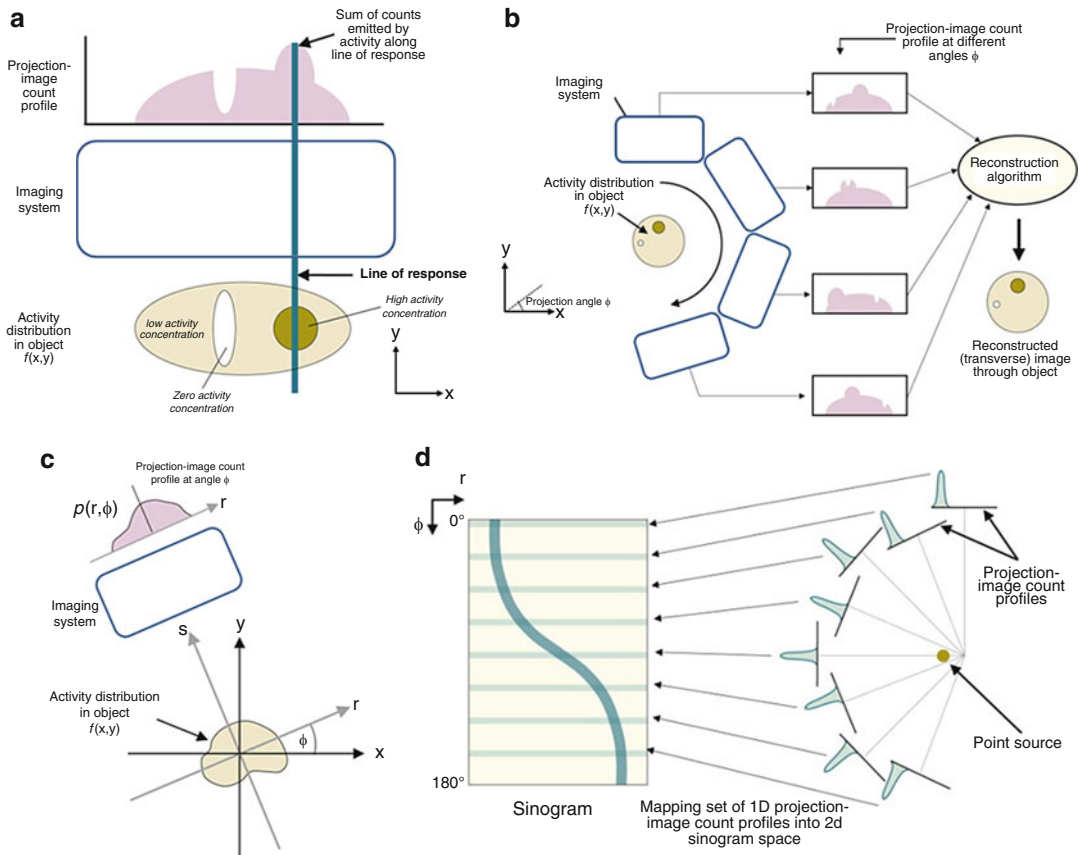 a
Sum of counts
emitted by
activity along
line of response
Projection-
image
count
profile
Imaging
system
Line of response
Activity
distribution
in object
f(x,y)
low activity
concentration
High activity
concentration
Zero activity
concentration
y
x
b
Projection-image count
profile at different
angles ϕ
Imaging
system
Activity distribution
in object
f(x,y)
y
Projection angle ϕ
x
Reconstruction
algorithm
Reconstructed
(transverse) image
through object
c
Projection-image count
profile at angle ϕ
p(r,ϕ)
r
Imaging
system
s
y
Activity distribution
in object
f(x,y)
r
ϕ
x
d
r
ϕ
0°
180°
Sinogram
Projection-
image count
profiles
Point source
Mapping set of 1D projection-
image count profiles into 2d
sinogram space